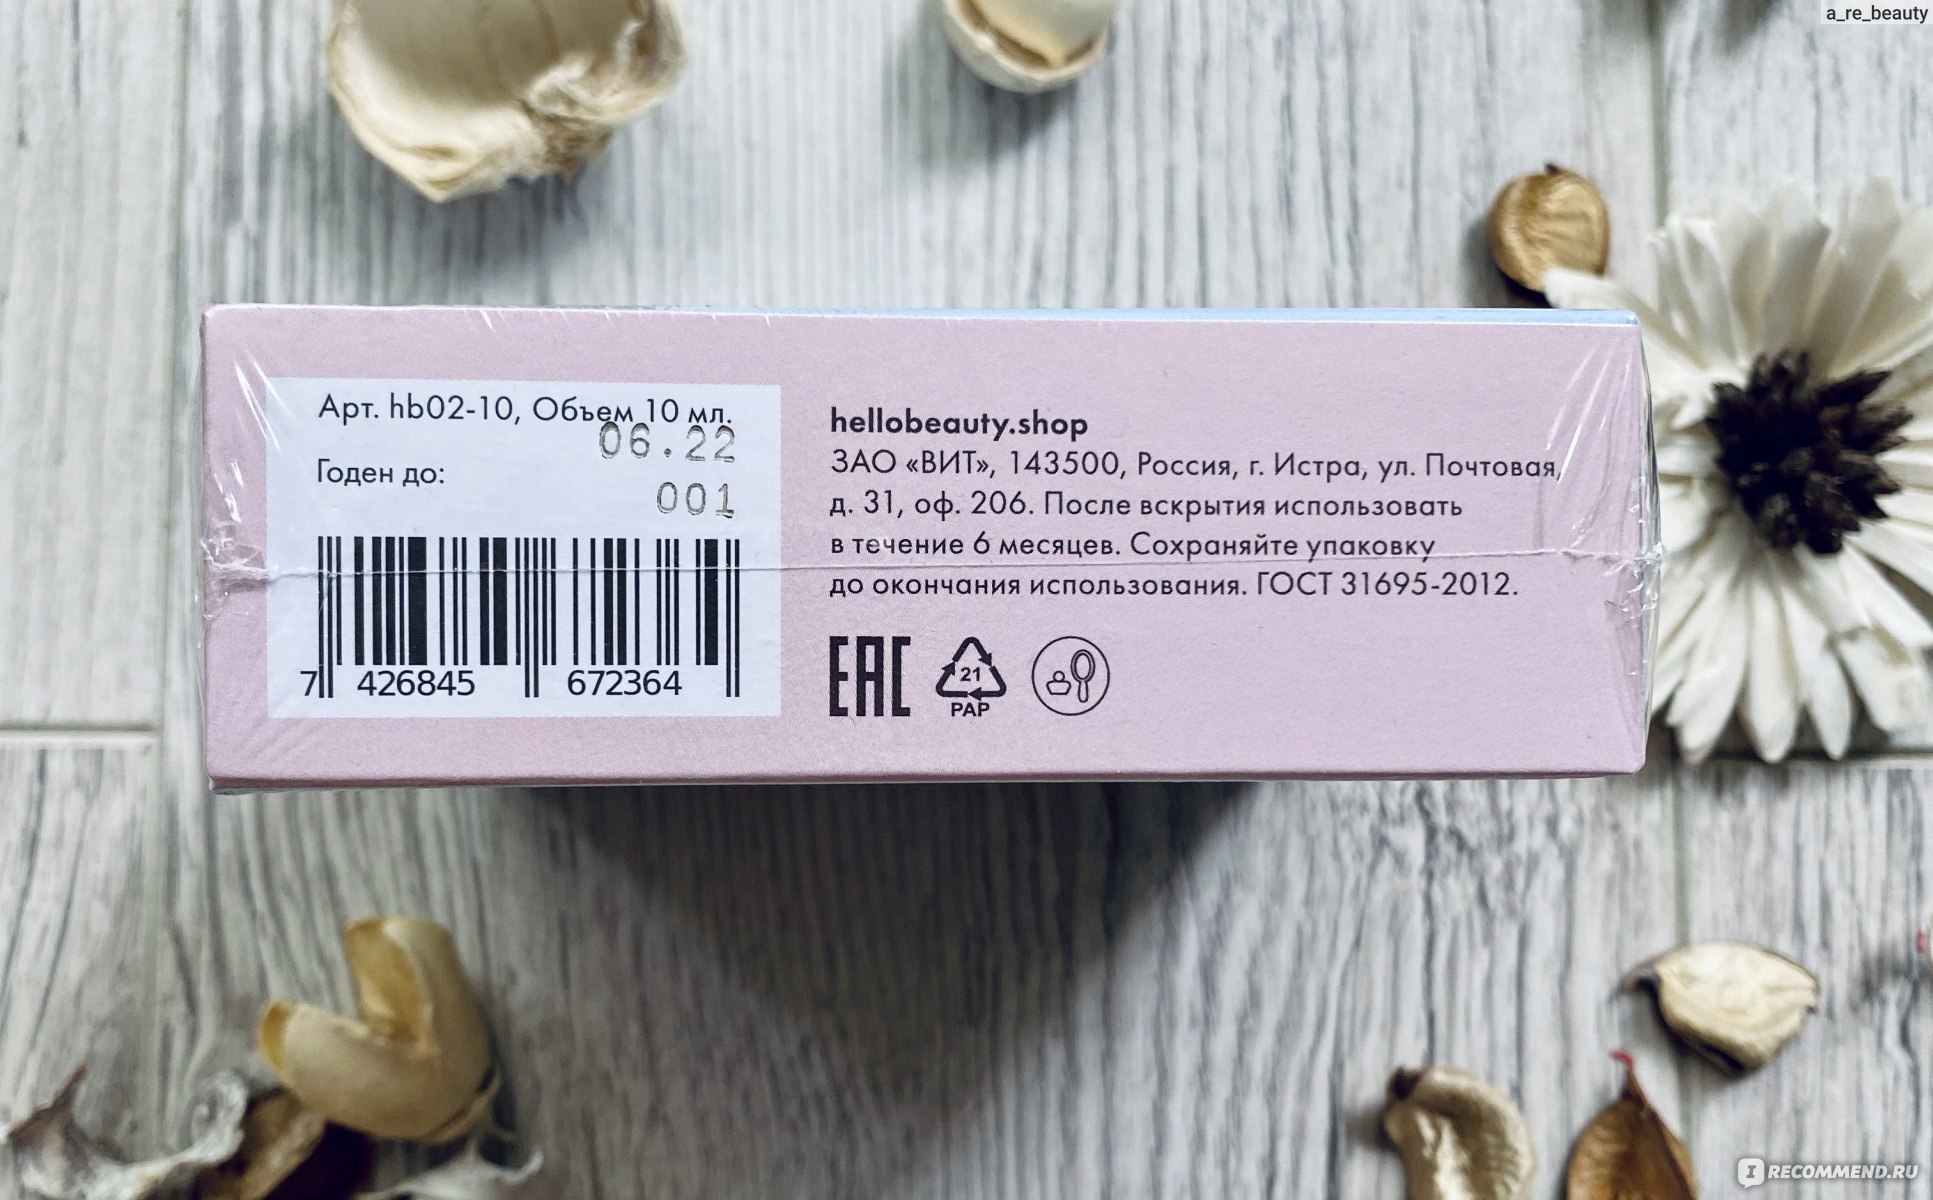 a_re_beauty
Арт. hb02-10, Объем 10 мл.
06.22
Годен до:
001
7 426845 672364
hellobeauty.shop
ЗАО «ВИТ», 143500, Россия, г. Истра, ул. Почтовая,
д. 31, оф. 206. После вскрытия использовать
в течение 6 месяцев. Сохраняйте упаковку
до окончания использования. ГОСТ 31695-2012.
EAC
21
PAP
I RECOMMEND.RU